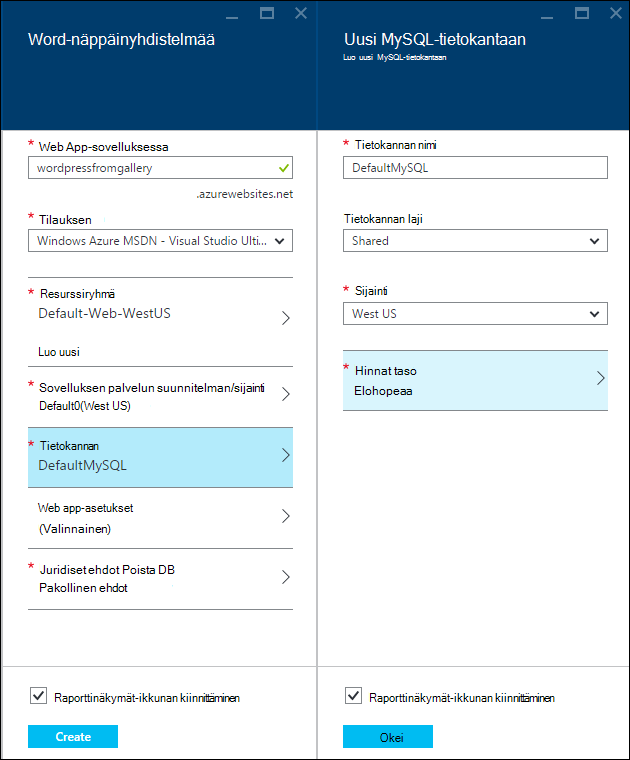 Word-näppäinyhdistelmää
* Web App-sovelluksessa
wordpressfromgallery
.azurewebsites.net
* Tilauksen
Windows Azure MSDN - Visual Studio Ulti...
* Resurssiryhmä
Default-Web-WestUS
Luo uusi
* Sovelluksen palvelun suunnitelman/sijainti
Default0(West US)
* Tietokannan
DefaultMySQL
Web app-asetukset
(Valinnainen)
* Juridiset ehdot Poista DB
Pakollinen ehdot
Raporttinäkymät-ikkunan kiinnittäminen
Create
Uusi MySQL-tietokantaan
Luo uusi MySQL-tietokantaan
* Tietokannan nimi
DefaultMySQL
Tietokannan laji
Shared
* Sijainti
West US
* Hinnat taso
Elohopeaa
Raporttinäkymät-ikkunan kiinnittäminen
Okei